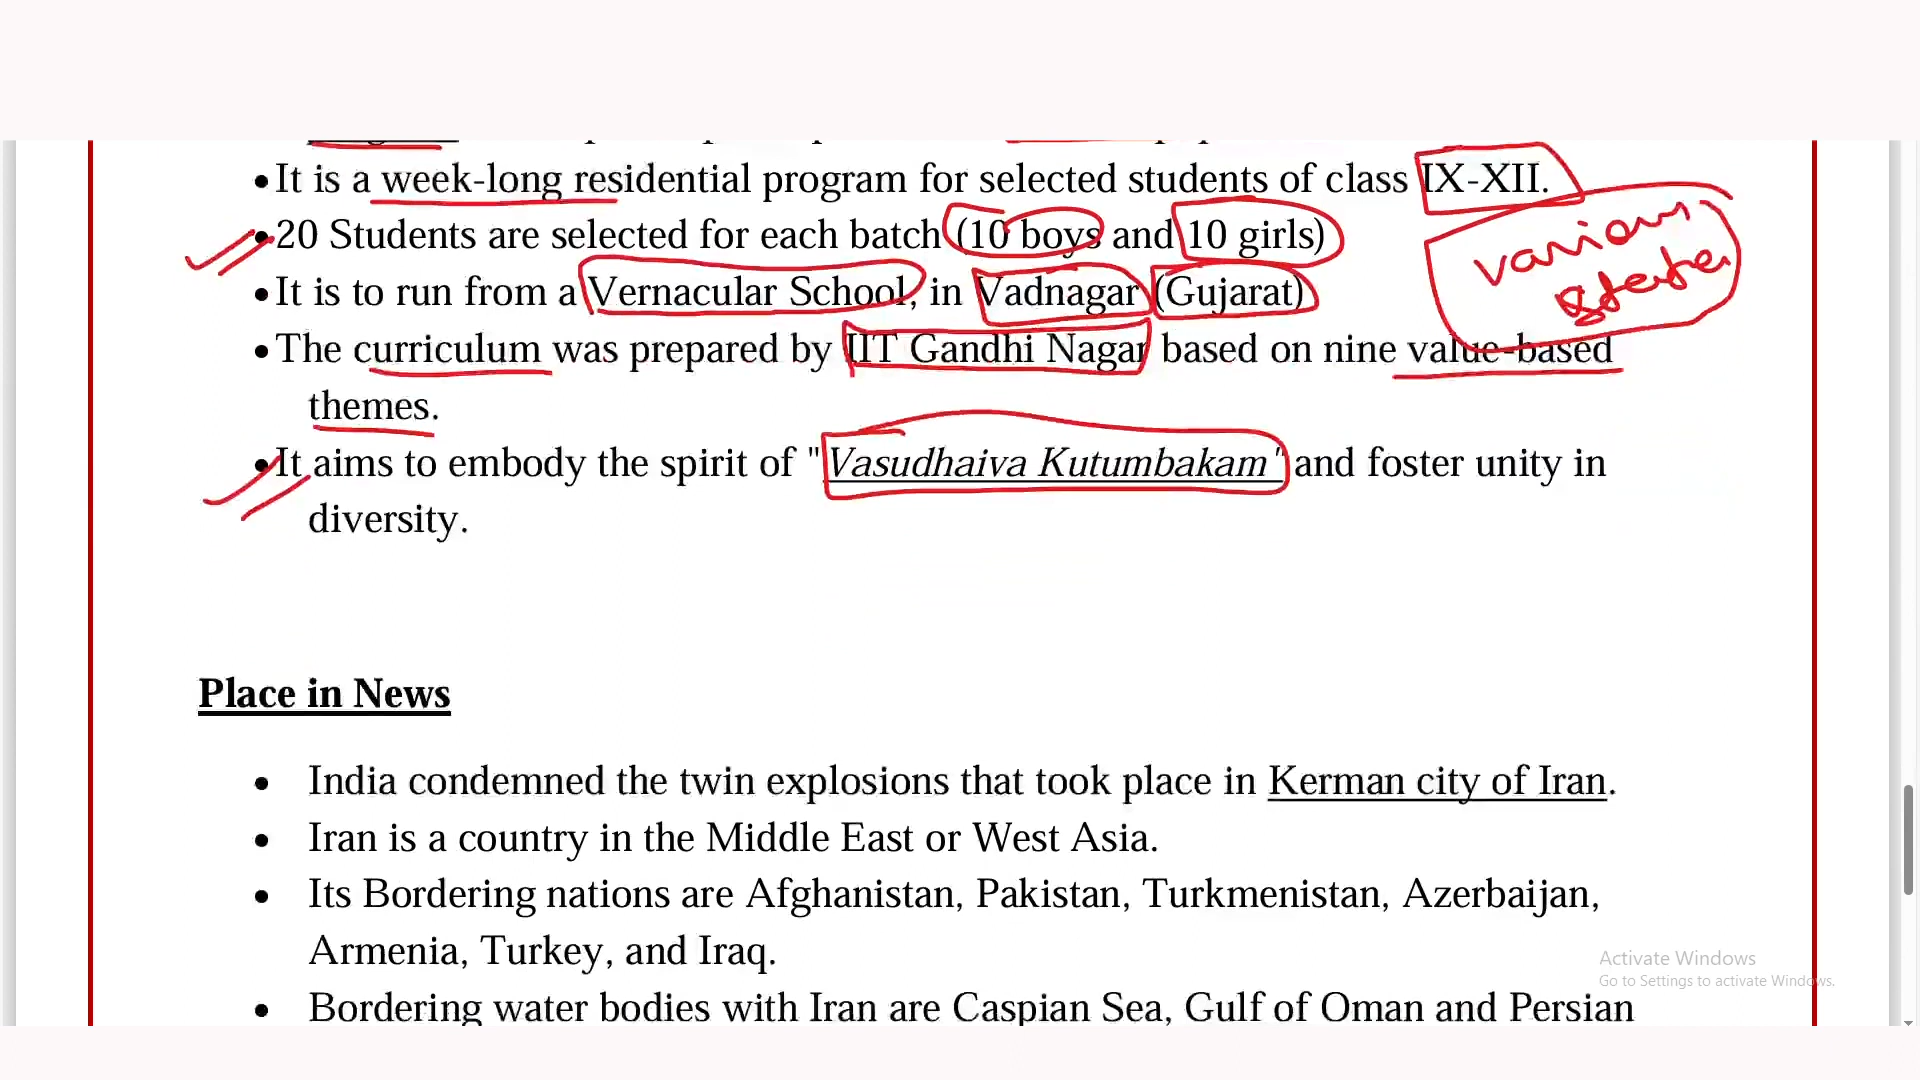 • It is a week-long residential program for selected students of class IX-XII.
• 20 Students are selected for each batch (10 boys and 10 girls)
various
states
• It is to run from a Vernacular School, in Vadnagar (Gujarat)
• The curriculum was prepared by IIT Gandhi Nagar based on nine value-based
themes.
• It aims to embody the spirit of "Vasudhaiva Kutumbakam" and foster unity in
diversity.
Place in News
• India condemned the twin explosions that took place in Kerman city of Iran.
• Iran is a country in the Middle East or West Asia.
• Its Bordering nations are Afghanistan, Pakistan, Turkmenistan, Azerbaijan,
Armenia, Turkey, and Iraq.
• Bordering water bodies with Iran are Caspian Sea, Gulf of Oman and Persian
Activate Windows
Go to Settings to activate Windows.